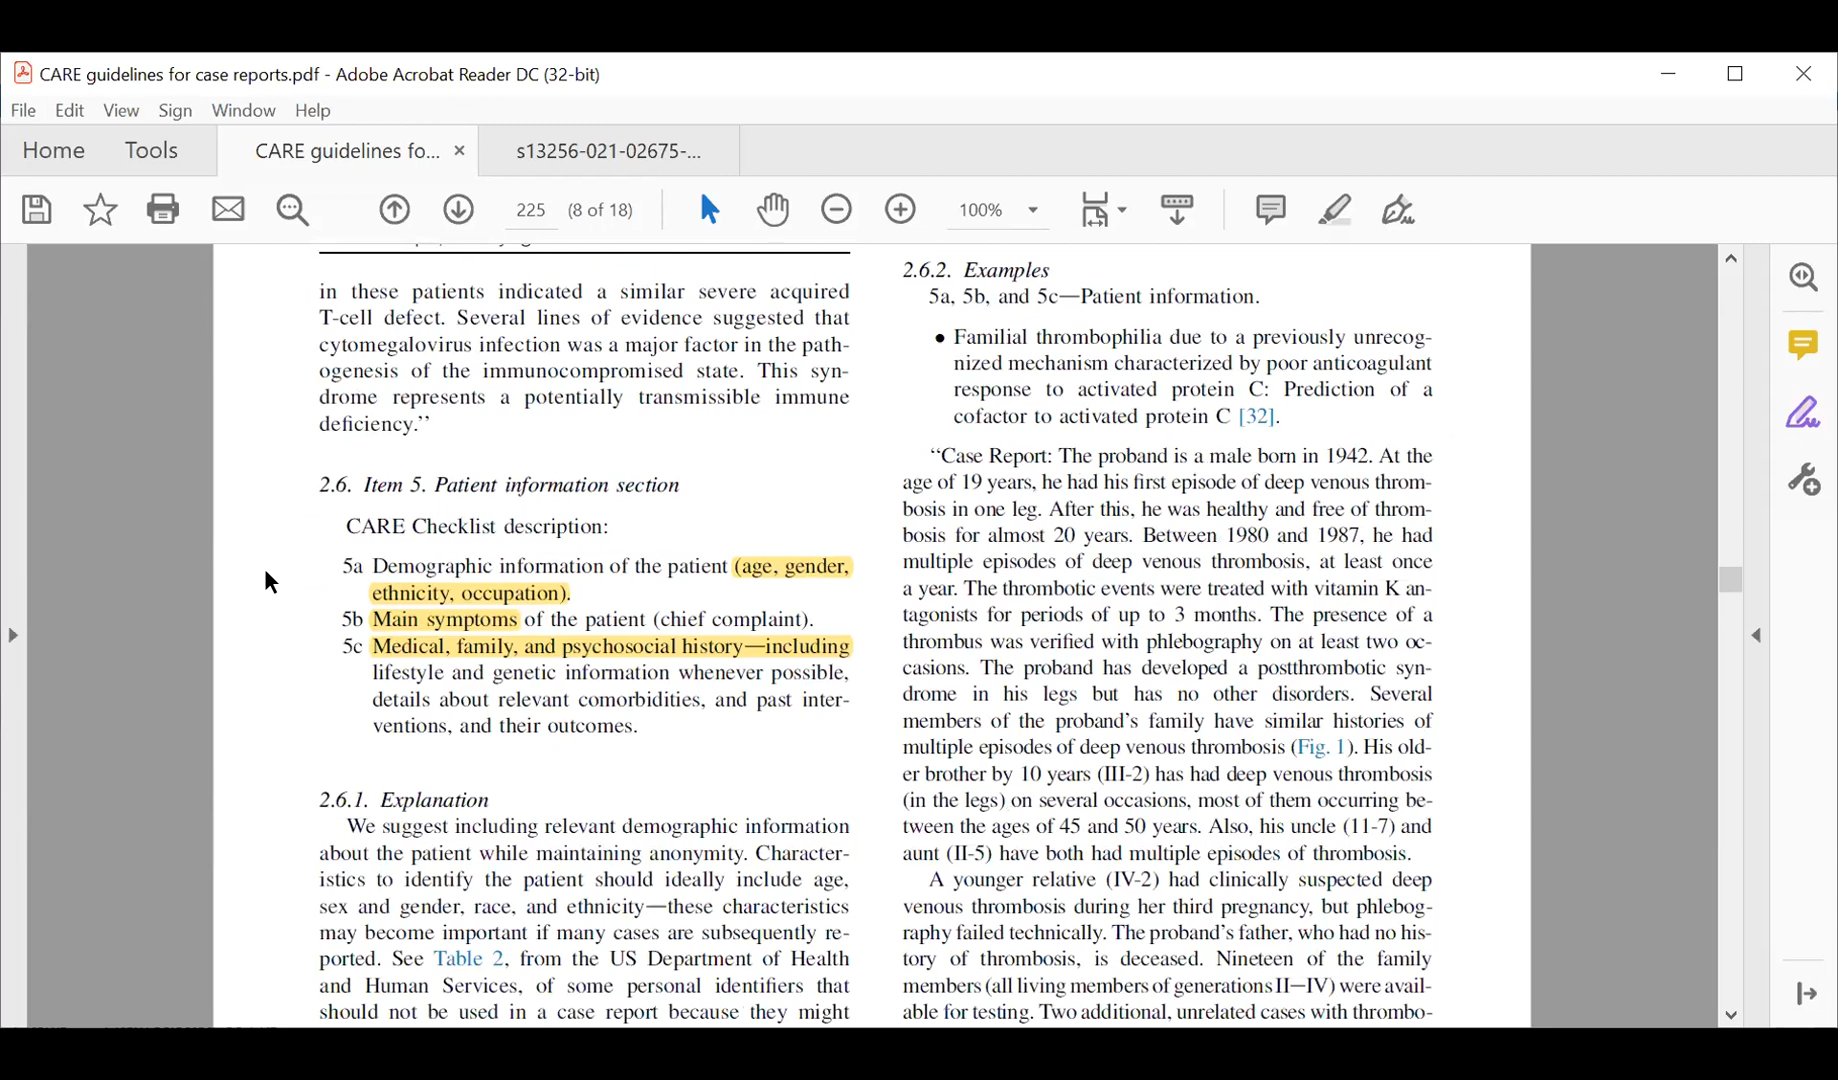 CARE guidelines for case reports.pdf - Adobe Acrobat Reader DC (32-bit)
File Edit View Sign Window Help
Home Tools CARE guidelines fo... × s13256-021-02675-...
225 (8 of 18) 100%
in these patients indicated a similar severe acquired
T-cell defect. Several lines of evidence suggested that
cytomegalovirus infection was a major factor in the path-
ogenesis of the immunocompromised state. This syn-
drome represents a potentially transmissible immune
deficiency.’’
2.6. Item 5. Patient information section
CARE Checklist description:
5a Demographic information of the patient (age, gender,
ethnicity, occupation).
5b Main symptoms of the patient (chief complaint).
5c Medical, family, and psychosocial history—including
lifestyle and genetic information whenever possible,
details about relevant comorbidities, and past inter-
ventions, and their outcomes.
2.6.1. Explanation
We suggest including relevant demographic information
about the patient while maintaining anonymity. Character-
istics to identify the patient should ideally include age,
sex and gender, race, and ethnicity—these characteristics
may become important if many cases are subsequently re-
ported. See Table 2, from the US Department of Health
and Human Services, of some personal identifiers that
should not be used in a case report because they might
2.6.2. Examples
5a, 5b, and 5c—Patient information.
● Familial thrombophilia due to a previously unrecog-
nized mechanism characterized by poor anticoagulant
response to activated protein C: Prediction of a
cofactor to activated protein C [32].
‘‘Case Report: The proband is a male born in 1942. At the
age of 19 years, he had his first episode of deep venous throm-
bosis in one leg. After this, he was healthy and free of throm-
bosis for almost 20 years. Between 1980 and 1987, he had
multiple episodes of deep venous thrombosis, at least once
a year. The thrombotic events were treated with vitamin K an-
tagonists for periods of up to 3 months. The presence of a
thrombus was verified with phlebography on at least two oc-
casions. The proband has developed a postthrombotic syn-
drome in his legs but has no other disorders. Several
members of the proband’s family have similar histories of
multiple episodes of deep venous thrombosis (Fig. 1). His old-
er brother by 10 years (III-2) has had deep venous thrombosis
(in the legs) on several occasions, most of them occurring be-
tween the ages of 45 and 50 years. Also, his uncle (11-7) and
aunt (II-5) have both had multiple episodes of thrombosis.
A younger relative (IV-2) had clinically suspected deep
venous thrombosis during her third pregnancy, but phlebog-
raphy failed technically. The proband’s father, who had no his-
tory of thrombosis, is deceased. Nineteen of the family
members (all living members of generations II—IV) were avail-
able for testing. Two additional, unrelated cases with thrombo-